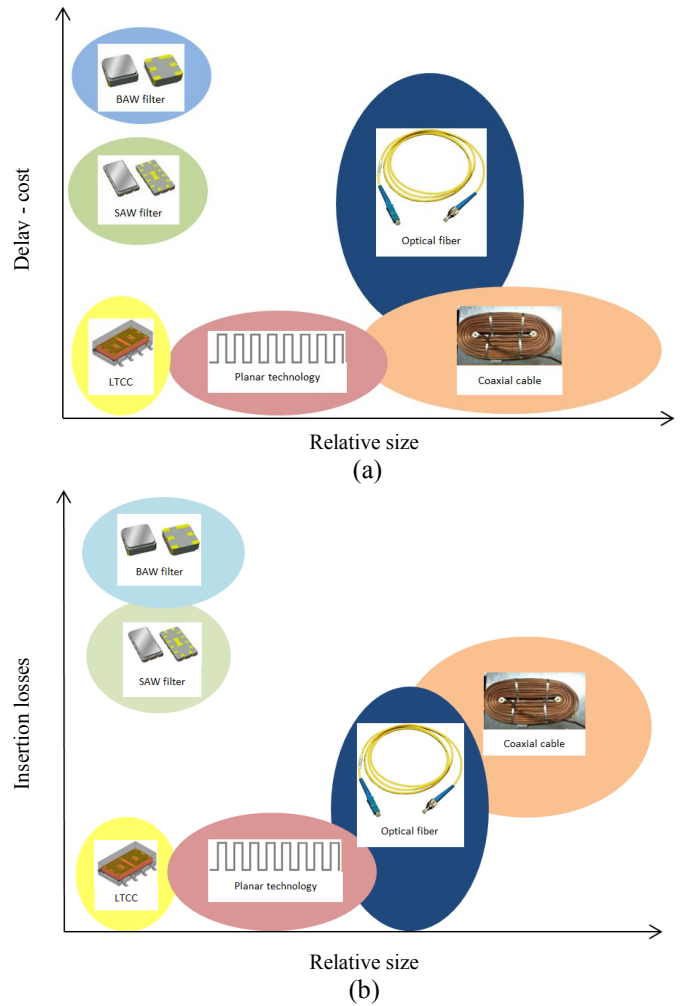 Delay - cost
BAW filter
SAW filter
Optical fiber
LTCC
Planar technology
Coaxial cable
Relative size
(a)
Insertion losses
BAW filter
SAW filter
Coaxial cable
Optical fiber
LTCC
Planar technology
Relative size
(b)